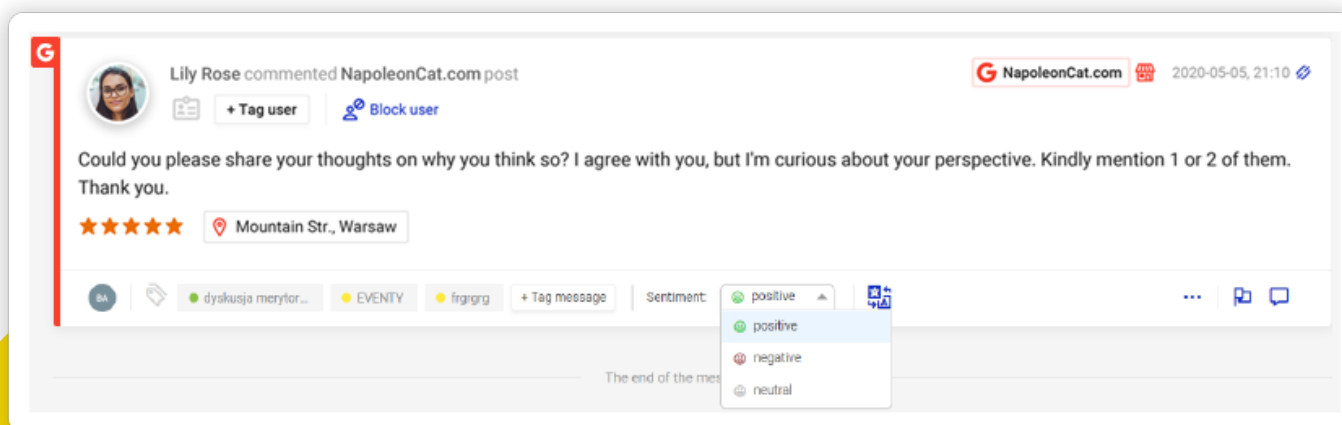 G
Lily Rose commented NapoleonCat.com post
G NapoleonCat.com
2020-05-05, 21:10
+ Tag user
Block user
Could you please share your thoughts on why you think so? I agree with you, but I'm curious about your perspective. Kindly mention 1 or 2 of them.
Thank you.
Mountain Str., Warsaw
BA
dyskusja merytor...
EVENTY
frgrgrg
+ Tag message
Sentiment:
positive
positive
negative
neutral
The end of the mes